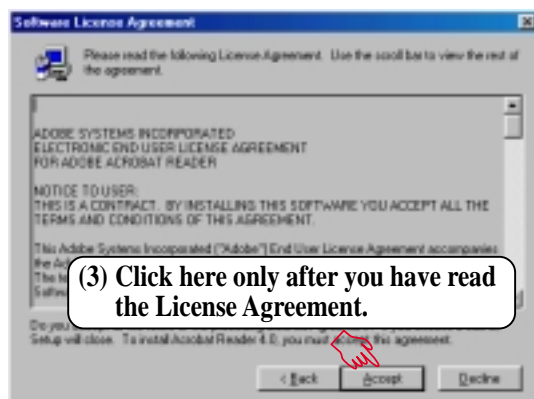 Software License Agreement
Please read the following License Agreement. Use the scroll bar to view the rest of
the agreement.
ADOBE SYSTEMS INCORPORATED
ELECTRONIC END USER LICENSE AGREEMENT
FOR ADOBE ACROBAT READER
NOTICE TO USER:
THIS IS A CONTRACT. BY INSTALLING THIS SOFTWARE YOU ACCEPT ALL THE
TERMS AND CONDITIONS OF THIS AGREEMENT.
This Adobe Systems Incorporated ("Adobe") End User License Agreement accompanies
the
(3) Click here only after you have read
the License Agreement.
Do you
Setup will close. To install Acrobat Reader 4.0, you must accept this agreement.
< Back
Accept
Decline